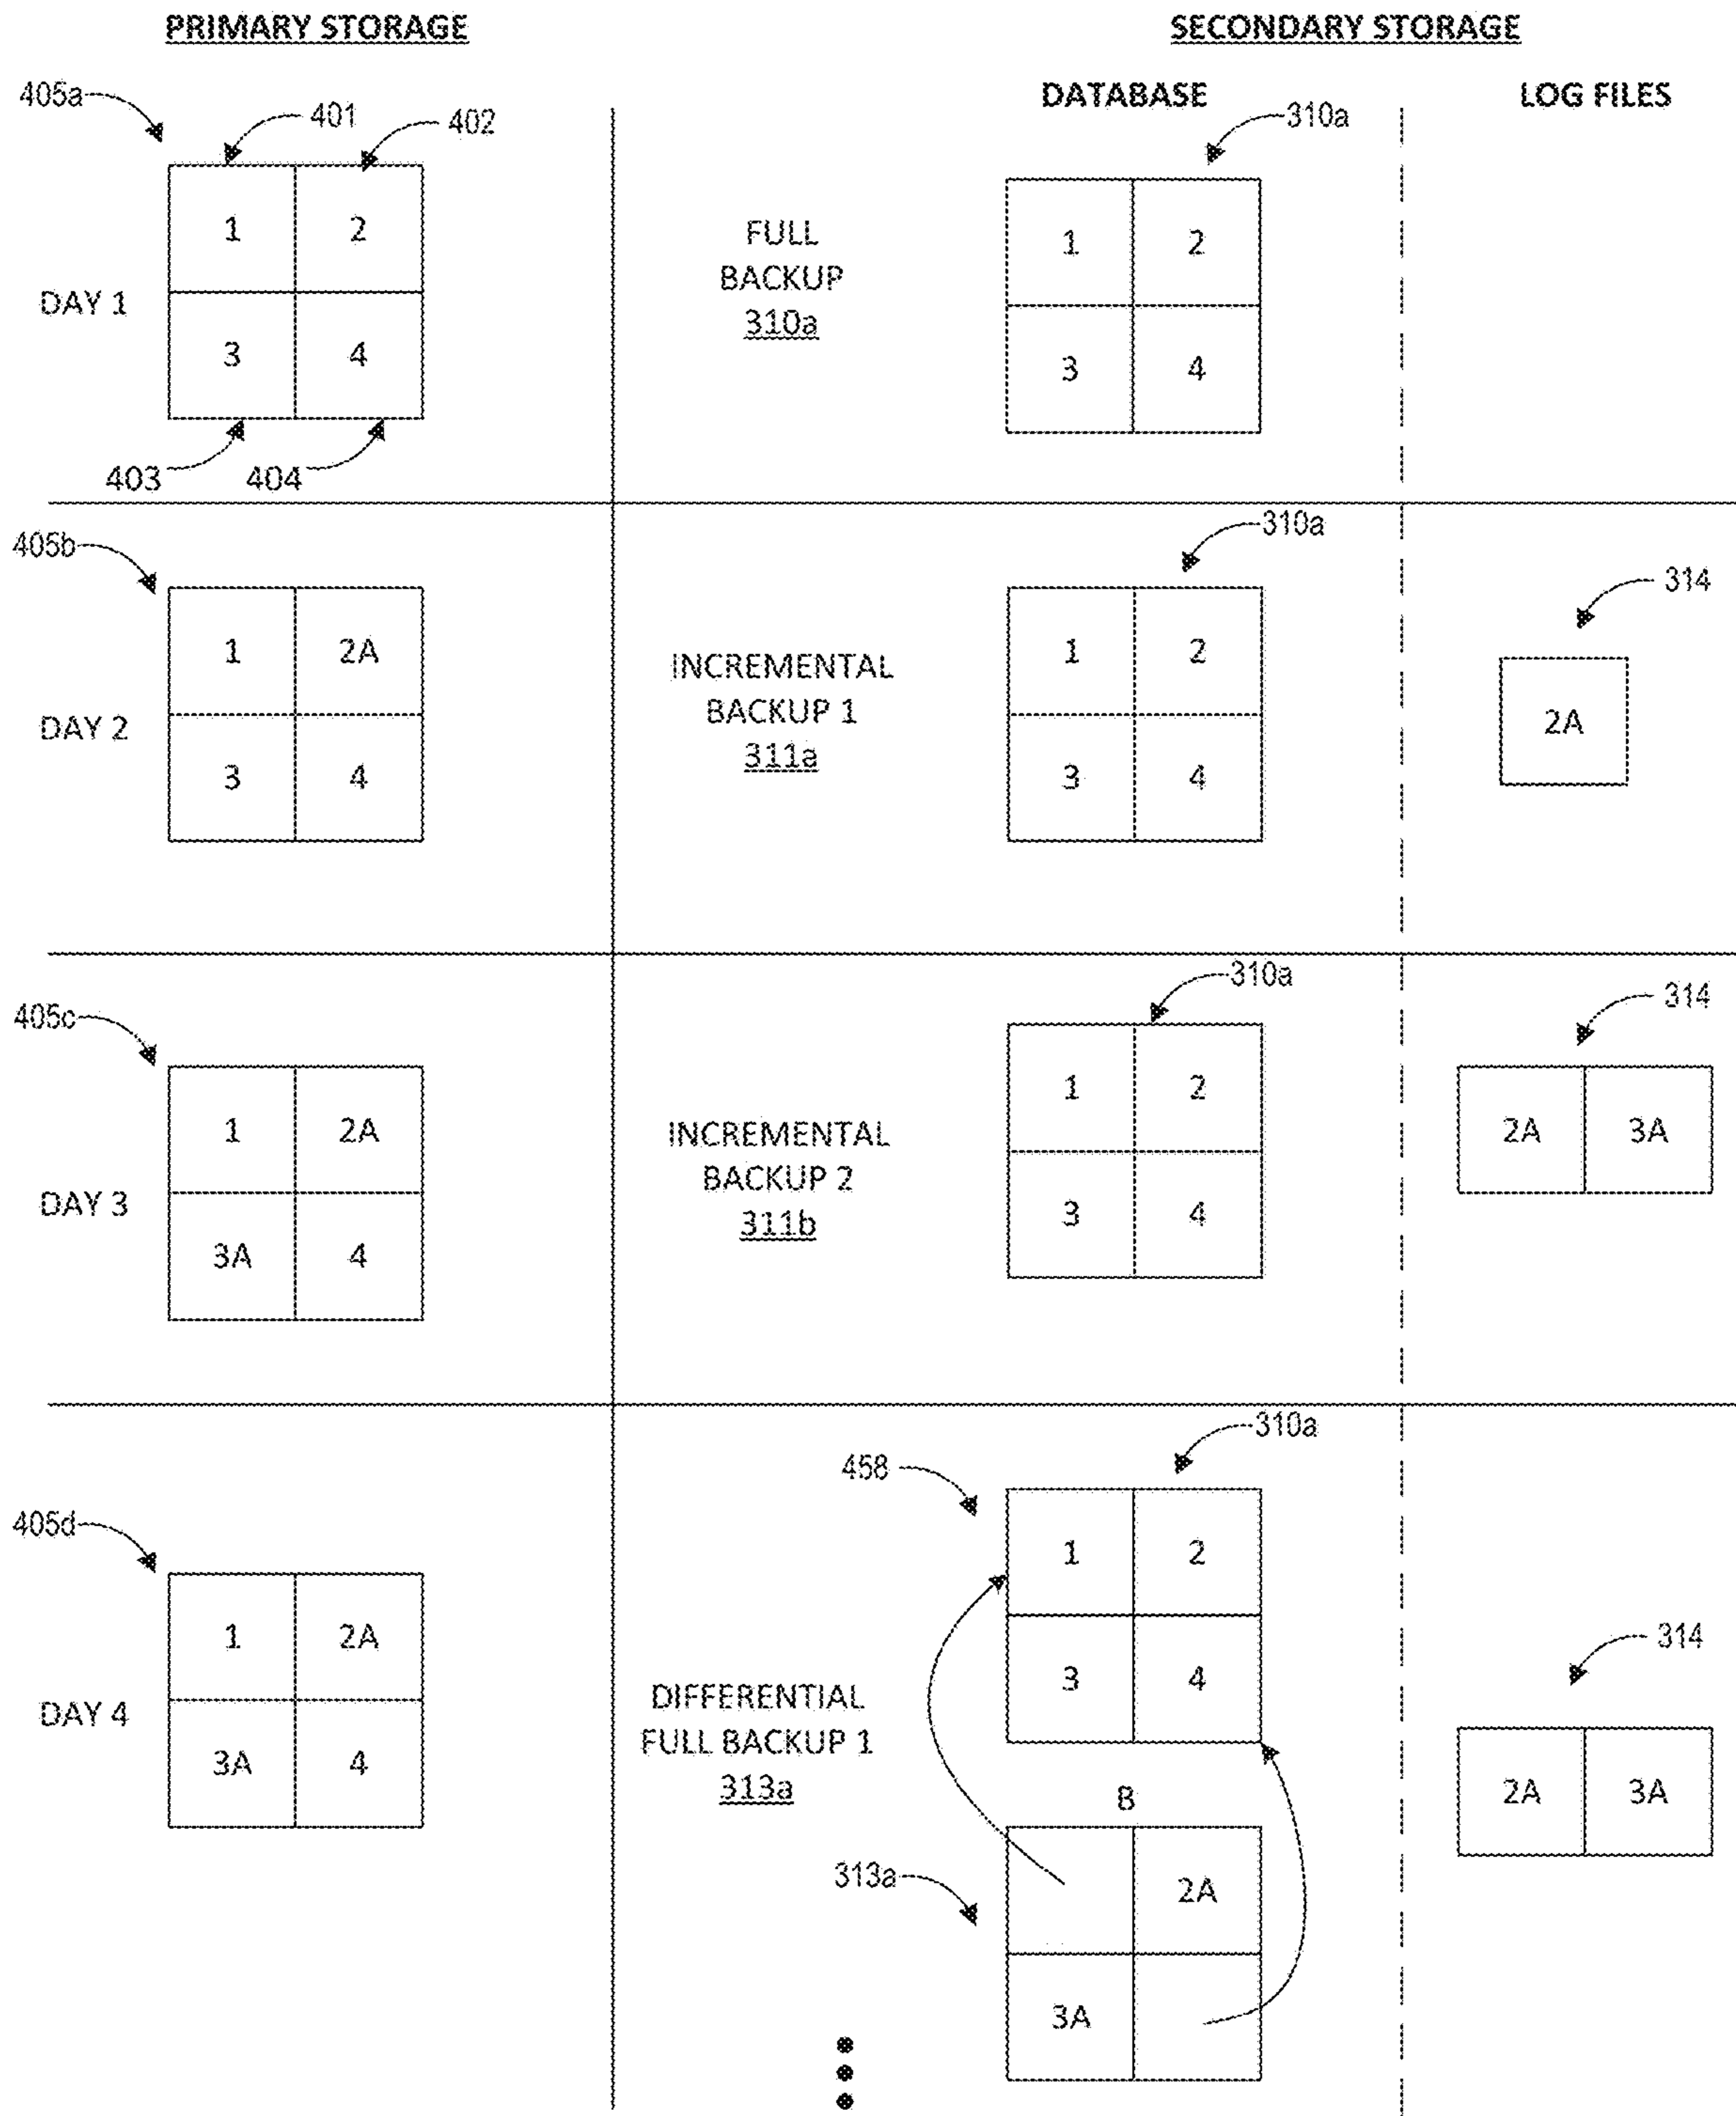 PRIMARY STORAGE
SECONDARY STORAGE
DATABASE
LOG FILES
405a
401
402
310a
1
2
3
4
DAY 1
403
404
FULL
BACKUP
310a
1
2
3
4
405b
310a
314
1
2A
3
4
DAY 2
INCREMENTAL
BACKUP 1
311a
1
2
3
4
2A
405c
310a
314
1
2A
3A
4
DAY 3
INCREMENTAL
BACKUP 2
311b
1
2
3
4
2A
3A
405d
458
310a
314
1
2A
3A
4
DAY 4
DIFFERENTIAL
FULL BACKUP 1
313a
1
2
3
4
B
313a
2A
3A
2A
3A